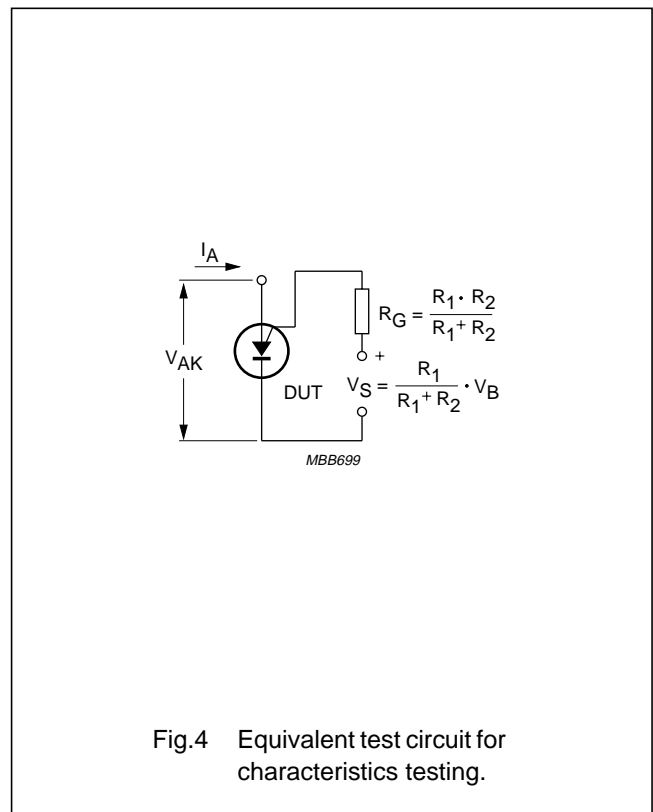 I_A
R_G = R_1 · R_2 / R_1 + R_2
+
V_AK
DUT
V_S = R_1 / R_1 + R_2 · V_B
MBB699
Fig.4 Equivalent test circuit for
characteristics testing.